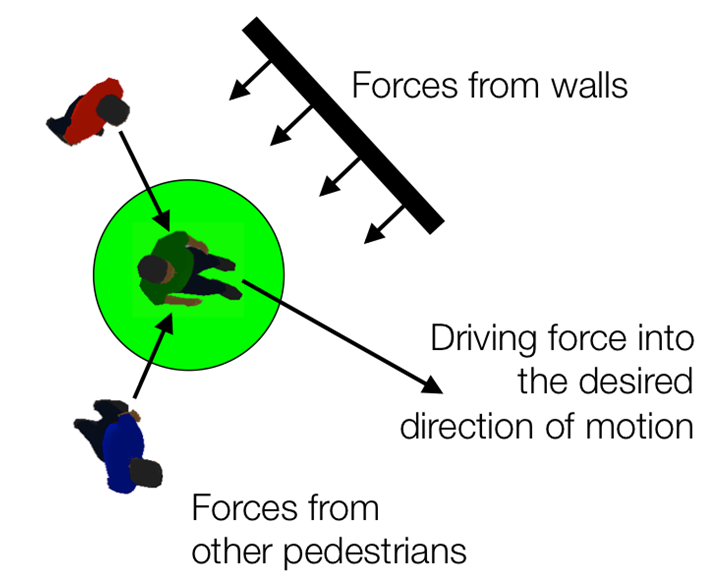 Forces from walls
Driving force into
the desired
direction of motion
Forces from
other pedestrians